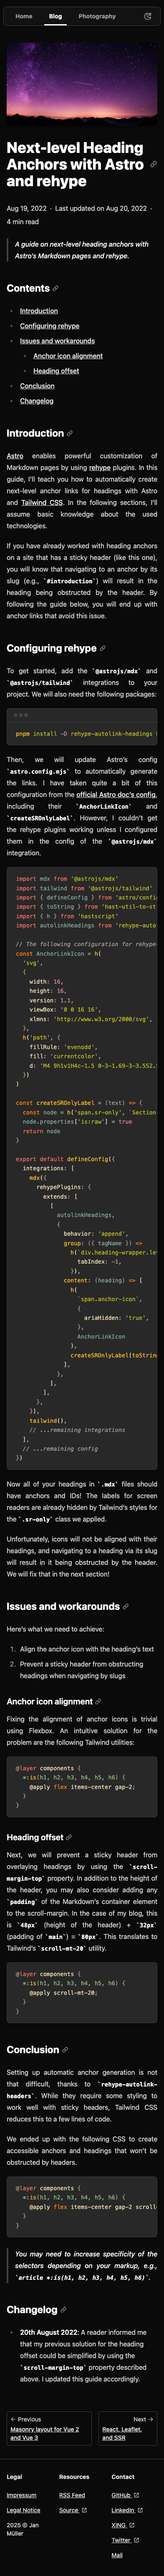 Home Blog Photography
Next-level Heading
Anchors with Astro
and rehype
Aug 19, 2022 · Last updated on Aug 20, 2022 ·
4 min read
A guide on next-level heading anchors with
Astro's Markdown pages and rehype.
Contents
Introduction
Configuring rehype
Issues and workarounds
Anchor icon alignment
Heading offset
Conclusion
Changelog
Introduction
Astro enables powerful customization of
Markdown pages by using rehype plugins. In this
guide, I'll teach you how to automatically create
next-level anchor links for headings with Astro
and Tailwind CSS. In the following sections, I'll
assume basic knowledge about the used
technologies.
If you have already worked with heading anchors
on a site that has a sticky header (like this one),
you will know that navigating to an anchor by its
slug (e.g., `#introduction`) will result in the
heading being obstructed by the header. By
following the guide below, you will end up with
anchor links that avoid this issue.
Configuring rehype
To get started, add the `@astrojs/mdx` and
`@astrojs/tailwind` integrations to your
project. We will also need the following packages:
pnpm install -D rehype-autolink-headings
Then, we will update Astro's config
`astro.config.mjs` to automatically generate
the links. I have taken quite a bit of this
configuration from the official Astro doc's config,
including their `AnchorLinkIcon` and
`createSROnlyLabel`. However, I couldn't get
the rehype plugins working unless I configured
them in the config of the `@astrojs/mdx`
integration.
import mdx from '@astrojs/mdx'
import tailwind from '@astrojs/tailwind'
import { defineConfig } from 'astro/config
import { toString } from 'hast-util-to-st
import { h } from 'hastscript'
import autolinkHeadings from 'rehype-auto
// The following configuration for rehype-
const AnchorLinkIcon = h(
'svg',
{
width: 16,
height: 16,
version: 1.1,
viewBox: '0 0 16 16',
xlmns: 'http://www.w3.org/2000/svg',
},
h('path', {
fillRule: 'evenodd',
fill: 'currentcolor',
d: 'M4 9h1v1H4c-1.5 0-3-1.69-3-3.5S2.
})
)
const createSROnlyLabel = (text) => {
const node = h('span.sr-only', `Section
node.properties['is:raw'] = true
return node
}
export default defineConfig({
integrations: [
mdx({
rehypePlugins: {
extends: [
[
autolinkHeadings,
{
behavior: 'append',
group: ({ tagName }) =>
h(`div.heading-wrapper.le
tabIndex: -1,
}),
content: (heading) => [
h(
`span.anchor-icon`,
{
ariaHidden: 'true',
},
AnchorLinkIcon
),
createSROnlyLabel(toString
],
},
],
],
},
}),
tailwind(),
// ...remaining integrations
],
// ...remaining config
})
Now all of your headings in `.mdx` files should
have anchors and IDs! The labels for screen
readers are already hidden by Tailwind's styles for
the `.sr-only` class we applied.
Unfortunately, icons will not be aligned with their
headings, and navigating to a heading via its slug
will result in it being obstructed by the header.
We will fix that in the next section!
Issues and workarounds
Here's what we need to achieve:
1. Align the anchor icon with the heading's text
2. Prevent a sticky header from obstructing
headings when navigating by slugs
Anchor icon alignment
Fixing the alignment of anchor icons is trivial
using Flexbox. An intuitive solution for the
problem are the following Tailwind utilities:
@layer components {
*:is(h1, h2, h3, h4, h5, h6) {
@apply flex items-center gap-2;
}
}
Heading offset
Next, we will prevent a sticky header from
overlaying headings by using the `scroll-
margin-top` property. In addition to the height of
the header, you may also consider adding any
`padding` of the Markdown's container element
to the scroll-margin. In the case of my blog, this
is `48px` (height of the header) + `32px`
(padding of `main`) = `80px`. This translates to
Tailwind's `scroll-mt-20` utility.
@layer components {
*:is(h1, h2, h3, h4, h5, h6) {
@apply scroll-mt-20;
}
}
Conclusion
Setting up automatic anchor generation is not
that difficult, thanks to `rehype-autolink-
headers`. While they require some styling to
work well with sticky headers, Tailwind CSS
reduces this to a few lines of code.
We ended up with the following CSS to create
accessible anchors and headings that won't be
obstructed by headers.
@layer components {
*:is(h1, h2, h3, h4, h5, h6) {
@apply flex items-center gap-2 scroll-
}
}
You may need to increase specificity of the
selectors depending on your markup, e.g.,
`article *:is(h1, h2, h3, h4, h5, h6)`.
Changelog
20th August 2022: A reader informed me
that my previous solution for the heading
offset could be simplified by using the
`scroll-margin-top` property described
above. I updated this guide accordingly.
← Previous
Masonry layout for Vue 2
and Vue 3
Next →
React, Leaflet,
and SSR
Legal
Impressum
Legal Notice
2025 © Jan
Müller
Resources
RSS Feed
Source
Contact
GitHub
LinkedIn
XING
Twitter
Mail